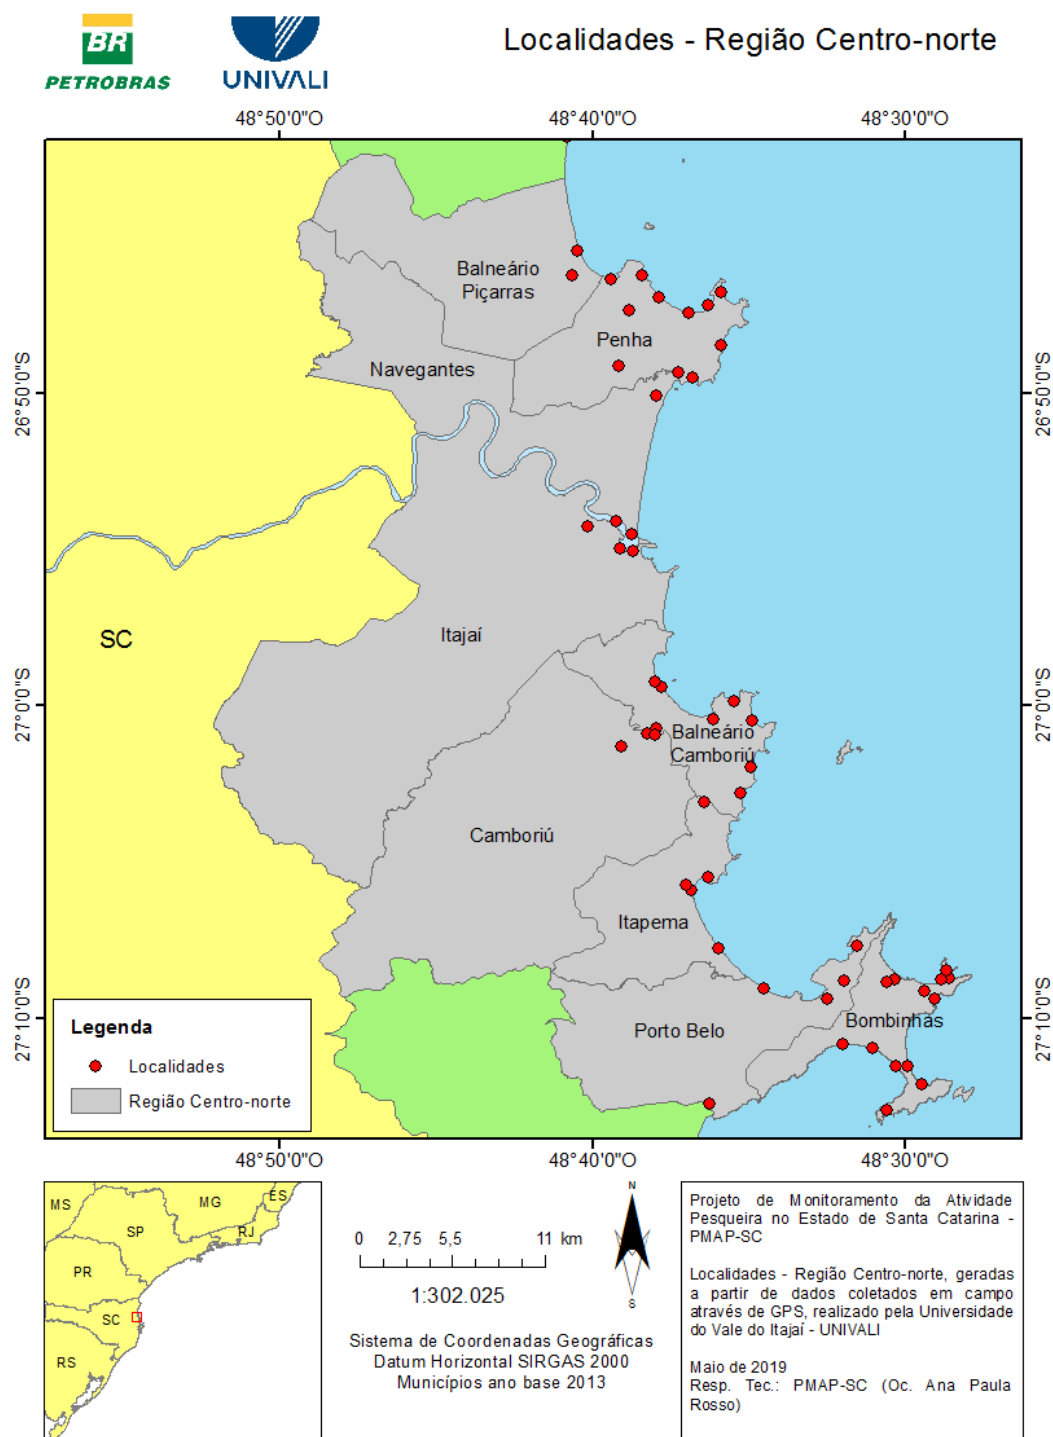 BR
PETROBRAS
UNIVALI
Localidades - Região Centro-norte
48°50'0"O
48°40'0"O
48°30'0"O
26°50'0"S
26°50'0"S
27°0'0"S
27°0'0"S
27°10'0"S
27°10'0"S
Balneário
Piçarras
Penha
Navegantes
SC
Itajaí
Balneário
Camboriú
Camboriú
Itapema
Porto Belo
Bombinhas
Legenda
Localidades
Região Centro-norte
48°50'0"O
48°40'0"O
48°30'0"O
MS
MG
ES
SP
RJ
PR
SC
RS
0 2,75 5,5 11 km
1:302.025
N
S
Sistema de Coordenadas Geográficas
Datum Horizontal SIRGAS 2000
Municípios ano base 2013
Projeto de Monitoramento da Atividade
Pesqueira no Estado de Santa Catarina -
PMAP-SC
Localidades - Região Centro-norte, geradas
a partir de dados coletados em campo
através de GPS, realizado pela Universidade
do Vale do Itajaí - UNIVALI
Maio de 2019
Resp. Tec.: PMAP-SC (Oc. Ana Paula
Rosso)